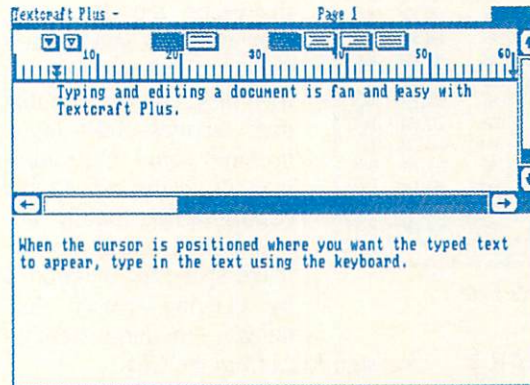 Textcraft Plus - Page 1
10 20 30 40 50 60
Typing and editing a document is fan and easy with
Textcraft Plus.
When the cursor is positioned where you want the typed text
to appear, type in the text using the keyboard.